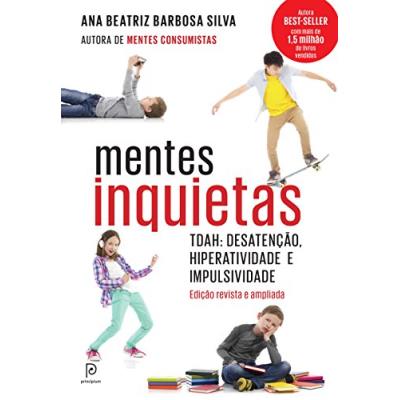 ANA BEATRIZ BARBOSA SILVA
AUTORA DE MENTES CONSUMISTAS
Autora
BEST-SELLER
com mais de
1,5 milhão
de livros
vendidos
mentes
inquietas
TDAH: DESATENÇÃO,
HIPERATIVIDADE E
IMPULSIVIDADE
Edição revista e ampliada
principium